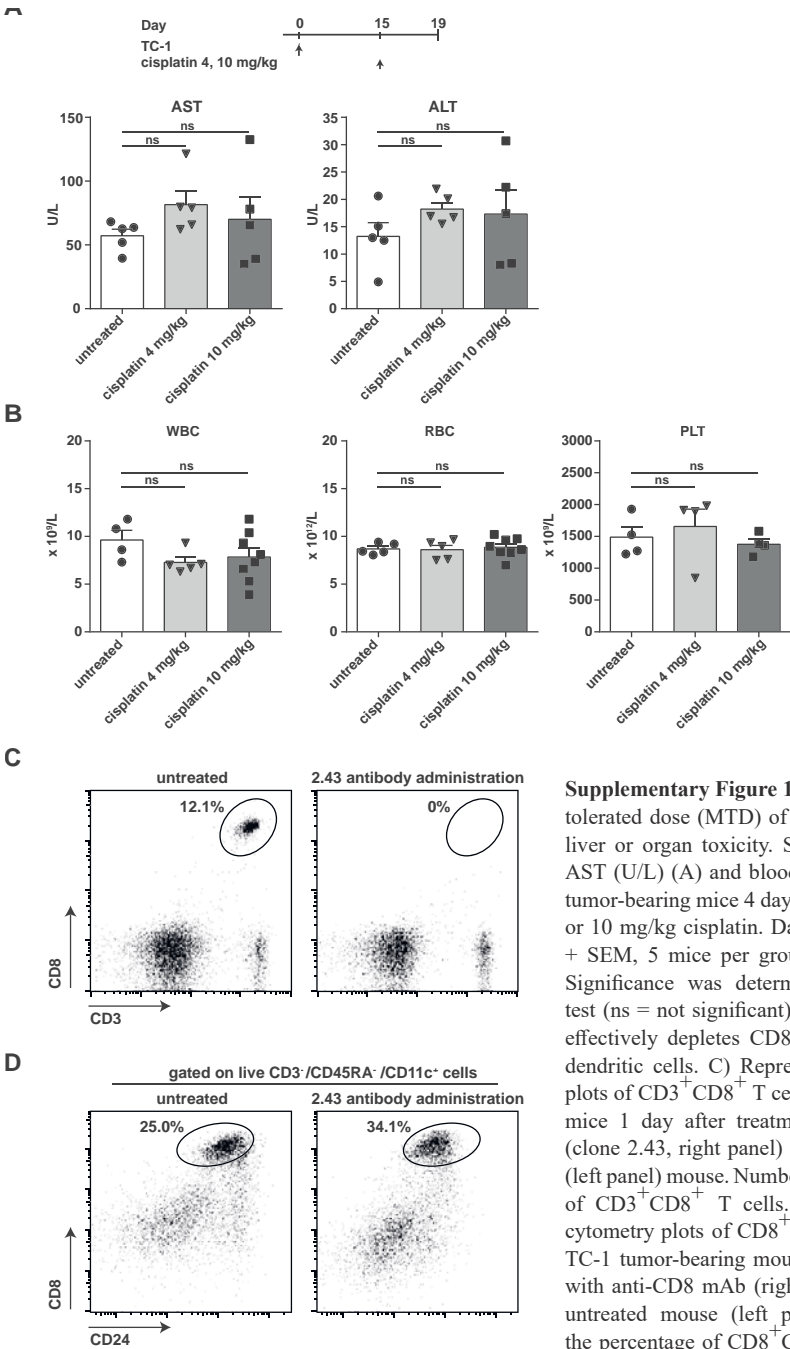 A
Day 0 15 19
TC-1
cisplatin 4, 10 mg/kg
AST
150
100
50
0
U/L
ns
ns
untreated
cisplatin 4 mg/kg
cisplatin 10 mg/kg
ALT
35
30
25
20
15
10
5
0
U/L
ns
ns
untreated
cisplatin 4 mg/kg
cisplatin 10 mg/kg
B
WBC
20
15
10
5
0
x 10⁹/L
ns
ns
untreated
cisplatin 4 mg/kg
cisplatin 10 mg/kg
RBC
20
15
10
5
0
x 10¹²/L
ns
ns
untreated
cisplatin 4 mg/kg
cisplatin 10 mg/kg
PLT
3000
2500
2000
1500
1000
500
0
x 10⁹/L
ns
ns
untreated
cisplatin 4 mg/kg
cisplatin 10 mg/kg
C
untreated
12.1%
2.43 antibody administration
0%
CD8
CD3
D
gated on live CD3⁻/CD45RA⁻/CD11c⁺ cells
untreated
25.0%
2.43 antibody administration
34.1%
CD8
CD24
Supplementary Figure 1
tolerated dose (MTD) of
liver or organ toxicity. S
AST (U/L) (A) and blood
tumor-bearing mice 4 day
or 10 mg/kg cisplatin. Da
+ SEM, 5 mice per grou
Significance was determ
test (ns = not significant)
effectively depletes CD8
dendritic cells. C) Repre
plots of CD3⁺CD8⁺ T ce
mice 1 day after treatm
(clone 2.43, right panel)
(left panel) mouse. Numbe
of CD3⁺CD8⁺ T cells.
cytometry plots of CD8⁺
TC-1 tumor-bearing mou
with anti-CD8 mAb (righ
untreated mouse (left p
the percentage of CD8⁺C